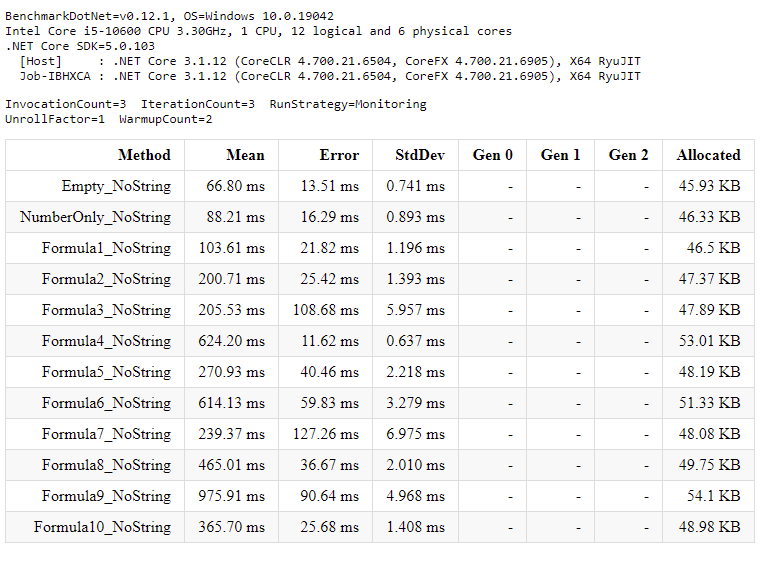 BenchmarkDotNet=v0.12.1, OS=Windows 10.0.19042
Intel Core i5-10600 CPU 3.30GHz, 1 CPU, 12 logical and 6 physical cores
.NET Core SDK=5.0.103
[Host]     : .NET Core 3.1.12 (CoreCLR 4.700.21.6504, CoreFX 4.700.21.6905), X64 RyuJIT
Job-IBHXCA : .NET Core 3.1.12 (CoreCLR 4.700.21.6504, CoreFX 4.700.21.6905), X64 RyuJIT
InvocationCount=3  IterationCount=3  RunStrategy=Monitoring
UnrollFactor=1  WarmupCount=2
Method Mean Error StdDev Gen 0 Gen 1 Gen 2 Allocated
Empty_NoString 66.80 ms 13.51 ms 0.741 ms - - - 45.93 KB
NumberOnly_NoString 88.21 ms 16.29 ms 0.893 ms - - - 46.33 KB
Formula1_NoString 103.61 ms 21.82 ms 1.196 ms - - - 46.5 KB
Formula2_NoString 200.71 ms 25.42 ms 1.393 ms - - - 47.37 KB
Formula3_NoString 205.53 ms 108.68 ms 5.957 ms - - - 47.89 KB
Formula4_NoString 624.20 ms 11.62 ms 0.637 ms - - - 53.01 KB
Formula5_NoString 270.93 ms 40.46 ms 2.218 ms - - - 48.19 KB
Formula6_NoString 614.13 ms 59.83 ms 3.279 ms - - - 51.33 KB
Formula7_NoString 239.37 ms 127.26 ms 6.975 ms - - - 48.08 KB
Formula8_NoString 465.01 ms 36.67 ms 2.010 ms - - - 49.75 KB
Formula9_NoString 975.91 ms 90.64 ms 4.968 ms - - - 54.1 KB
Formula10_NoString 365.70 ms 25.68 ms 1.408 ms - - - 48.98 KB